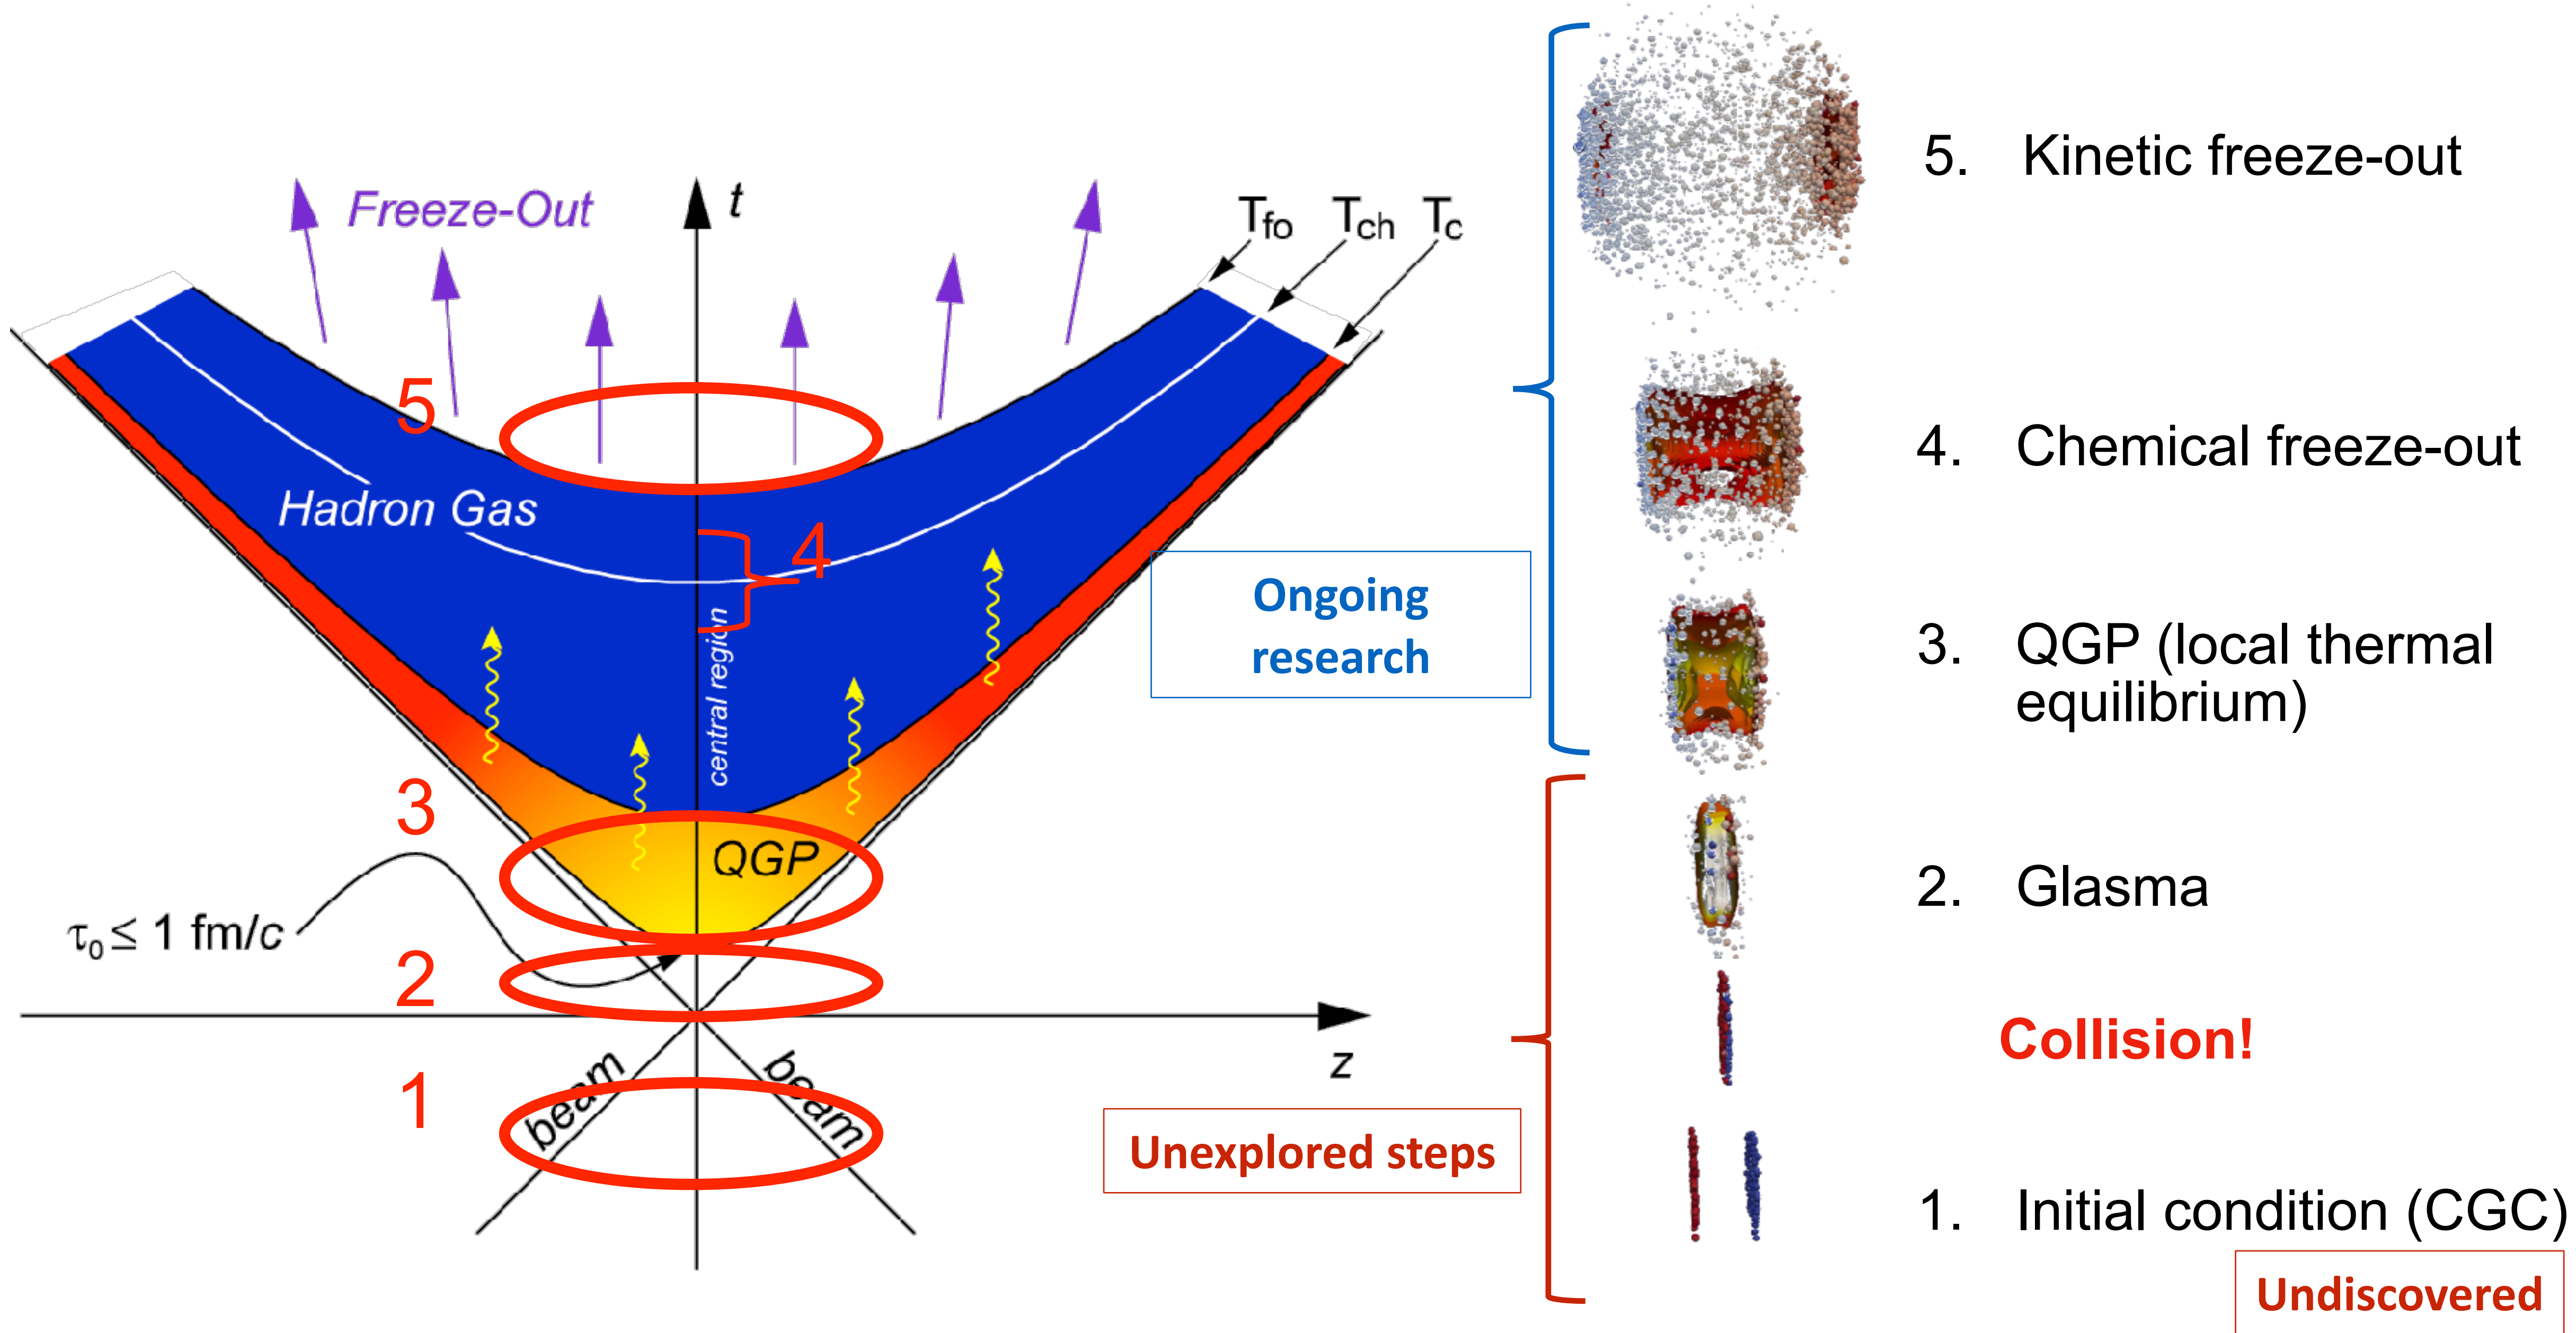 Freeze-Out
t
Tfo Tch Tc
5
Hadron Gas
4
central region
3
QGP
τ0 ≤ 1 fm/c
2
z
beam
beam
1
Ongoing
research
Unexplored steps
5. Kinetic freeze-out
4. Chemical freeze-out
3. QGP (local thermal
equilibrium)
2. Glasma
Collision!
1. Initial condition (CGC)
Undiscovered